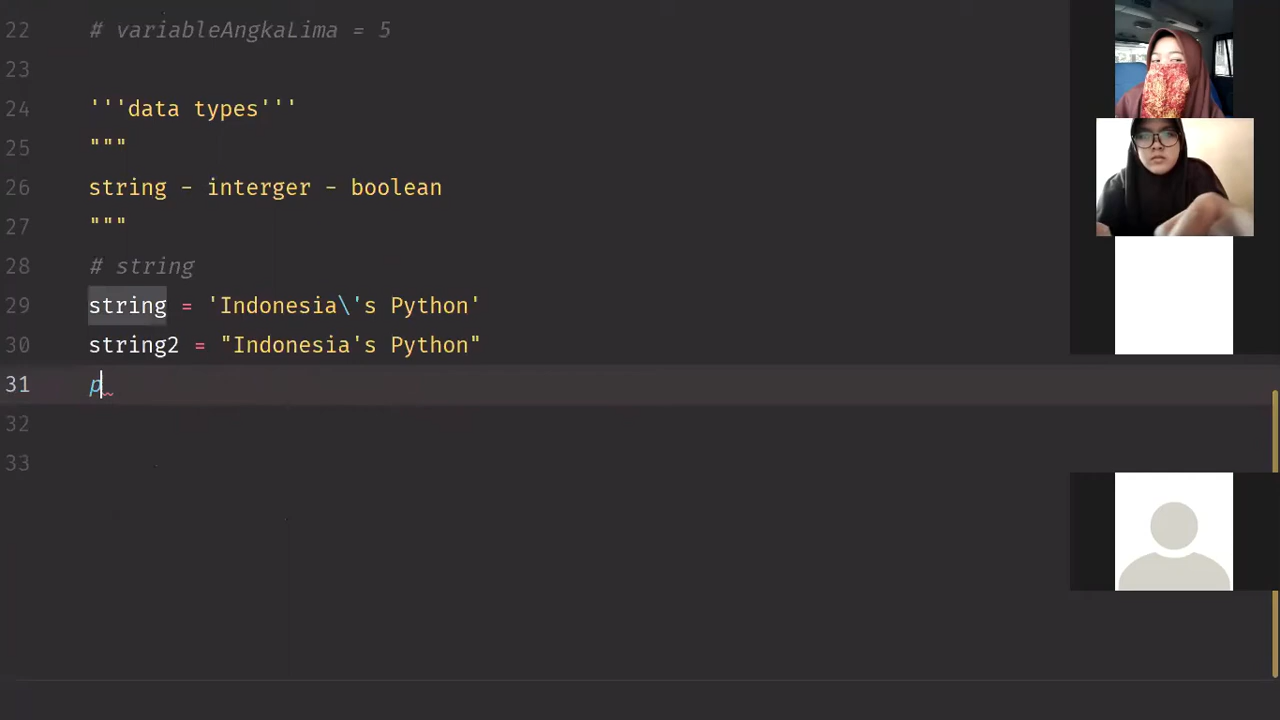 22 # variableAngkaLima = 5
23
24 '''data types'''
25 """
26 string - interger - boolean
27 """
28 # string
29 string = 'Indonesia\'s Python'
30 string2 = "Indonesia's Python"
31 p
32
33